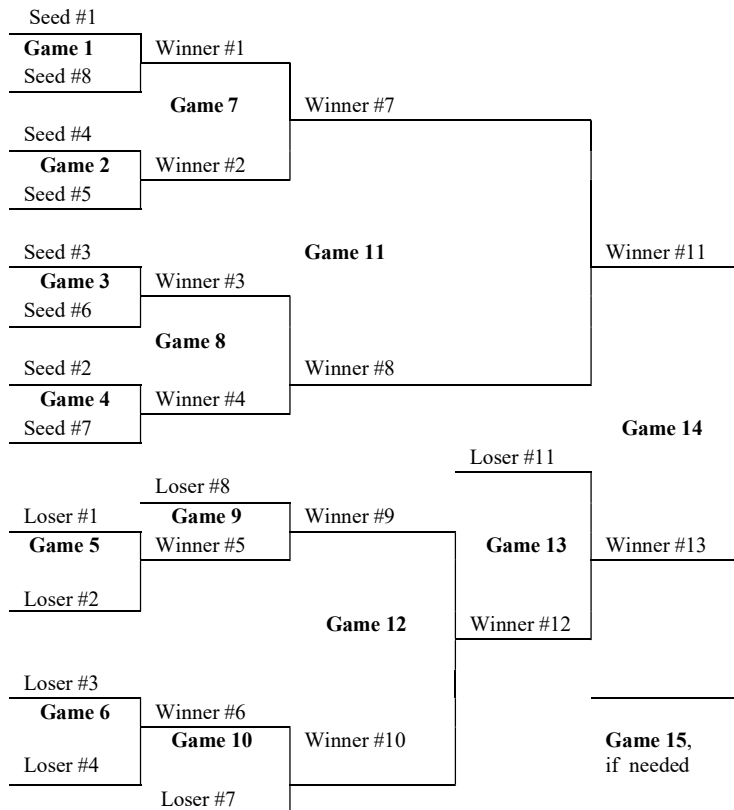 Seed #1
Game 1
Winner #1
Seed #8
Game 7
Winner #7
Seed #4
Game 2
Winner #2
Seed #5
Seed #3
Game 11
Winner #11
Game 3
Winner #3
Seed #6
Game 8
Seed #2
Winner #8
Game 4
Winner #4
Seed #7
Game 14
Loser #11
Loser #8
Loser #1
Game 9
Winner #9
Game 5
Winner #5
Game 13
Winner #13
Loser #2
Game 12
Winner #12
Loser #3
Game 6
Winner #6
Game 10
Winner #10
Game 15,
if needed
Loser #4
Loser #7